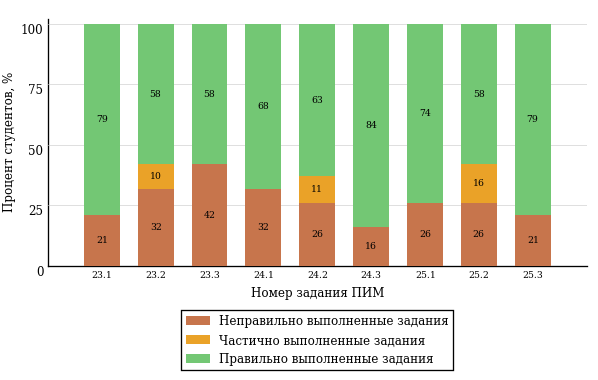 Процент студентов, %
100
75
50
25
0
79 58 58 68 63 84 74 58 79
10 11 16
21 32 42 32 26 16 26 26 21
23.1 23.2 23.3 24.1 24.2 24.3 25.1 25.2 25.3
Номер задания ПИМ
Неправильно выполненные задания
Частично выполненные задания
Правильно выполненные задания